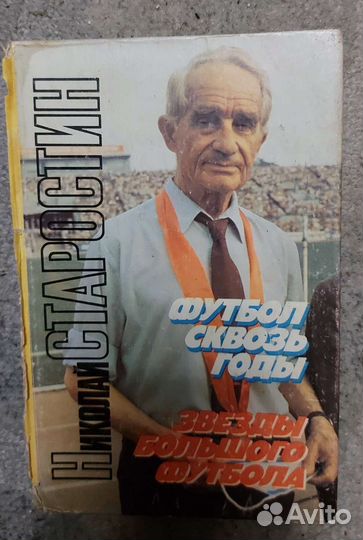 Николай СТАРОСТИН
ФУТБОЛ
СКВОЗЬ
ГОДЫ
ЗВЕЗДЫ
БОЛЬШОГО
ФУТБОЛА
Avito